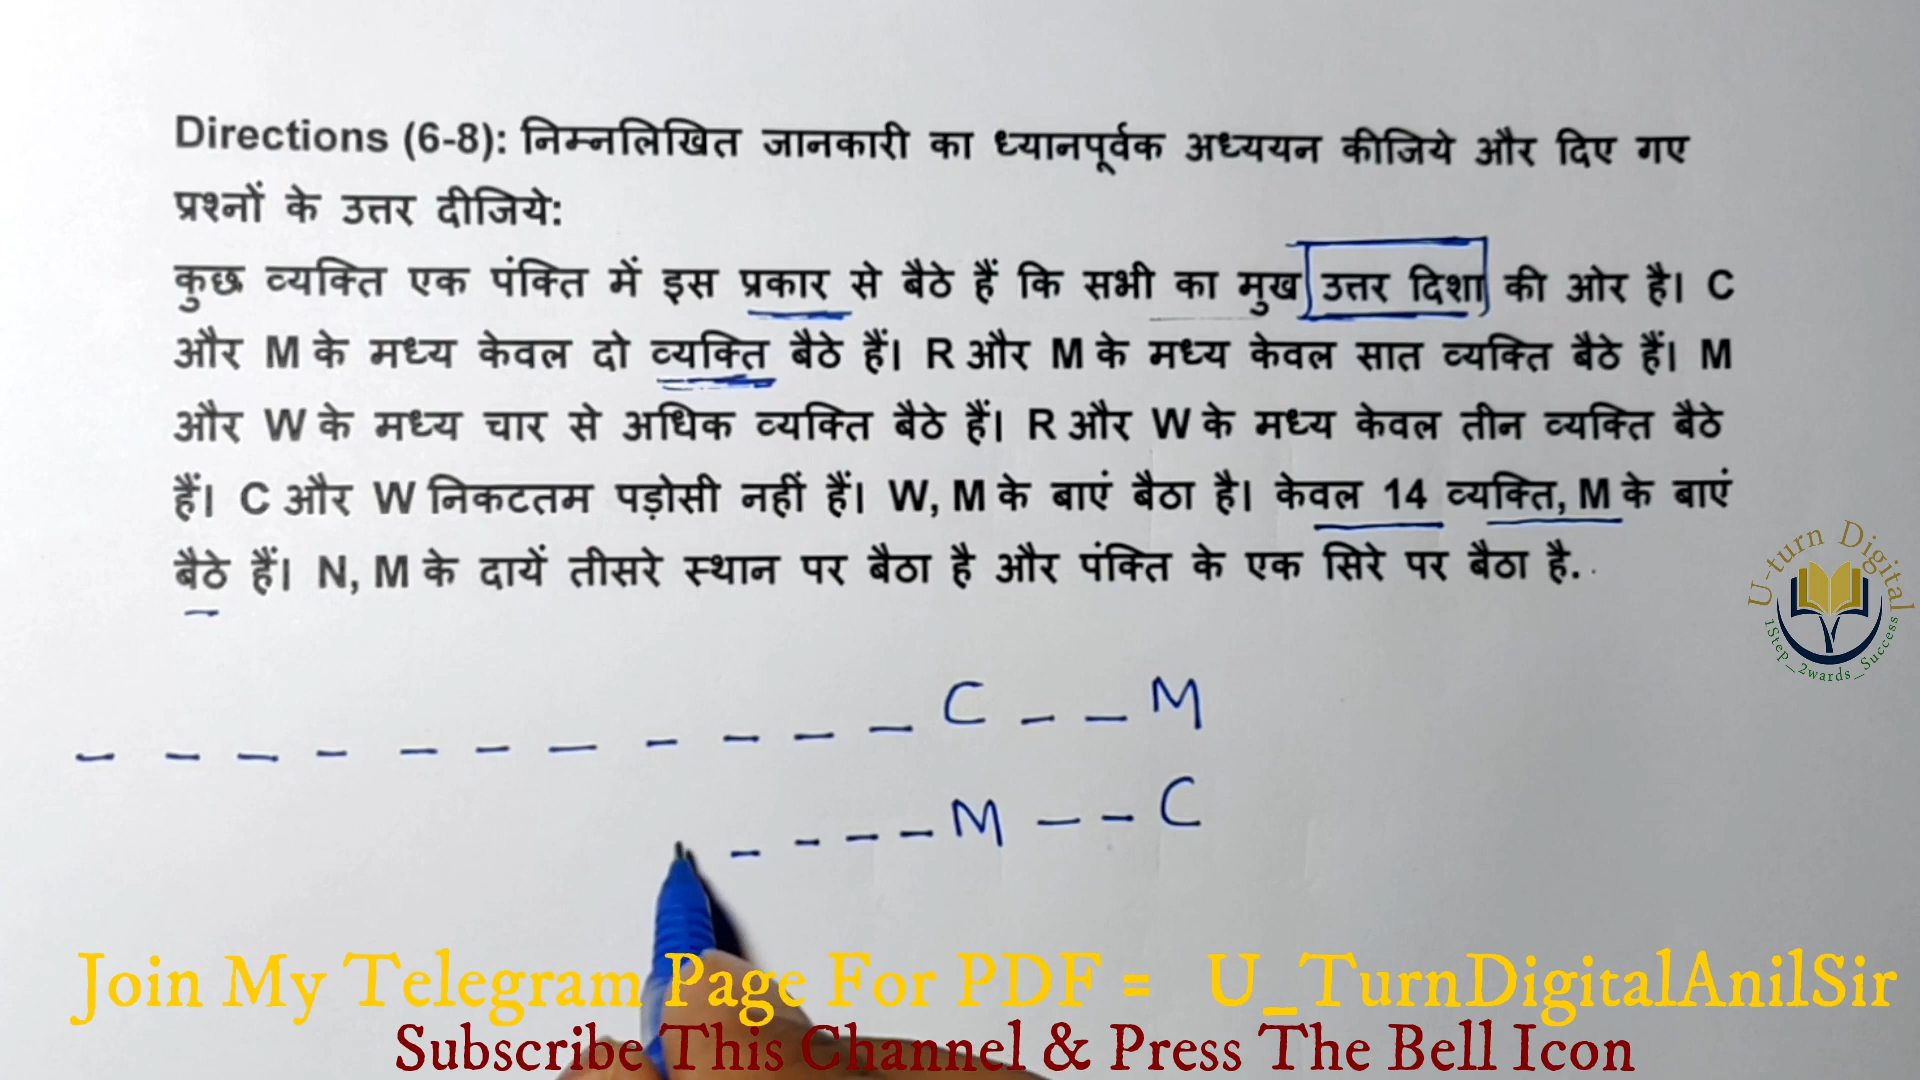 Directions (6-8): निम्नलिखित जानकारी का ध्यानपूर्वक अध्ययन कीजिये और दिए गए
प्रश्नों के उत्तर दीजिये:
कुछ व्यक्ति एक पंक्ति में इस प्रकार से बैठे हैं कि सभी का मुख उत्तर दिशा की ओर है। C
और M के मध्य केवल दो व्यक्ति बैठे हैं। R और M के मध्य केवल सात व्यक्ति बैठे हैं। M
और W के मध्य चार से अधिक व्यक्ति बैठे हैं। R और W के मध्य केवल तीन व्यक्ति बैठे
हैं। C और W निकटतम पड़ोसी नहीं हैं। W, M के बाएं बैठा है। केवल 14 व्यक्ति, M के बाएं
बैठे हैं। N, M के दायें तीसरे स्थान पर बैठा है और पंक्ति के एक सिरे पर बैठा है.
U-turn Digital
1Step_2wards_Success
_ _ _ _ _ _ _ _ _ _ _ C _ _ M
_ _ _ _ M _ _ C
Join My Telegram Page For PDF = U_TurnDigitalAnilSir
Subscribe This Channel & Press The Bell Icon